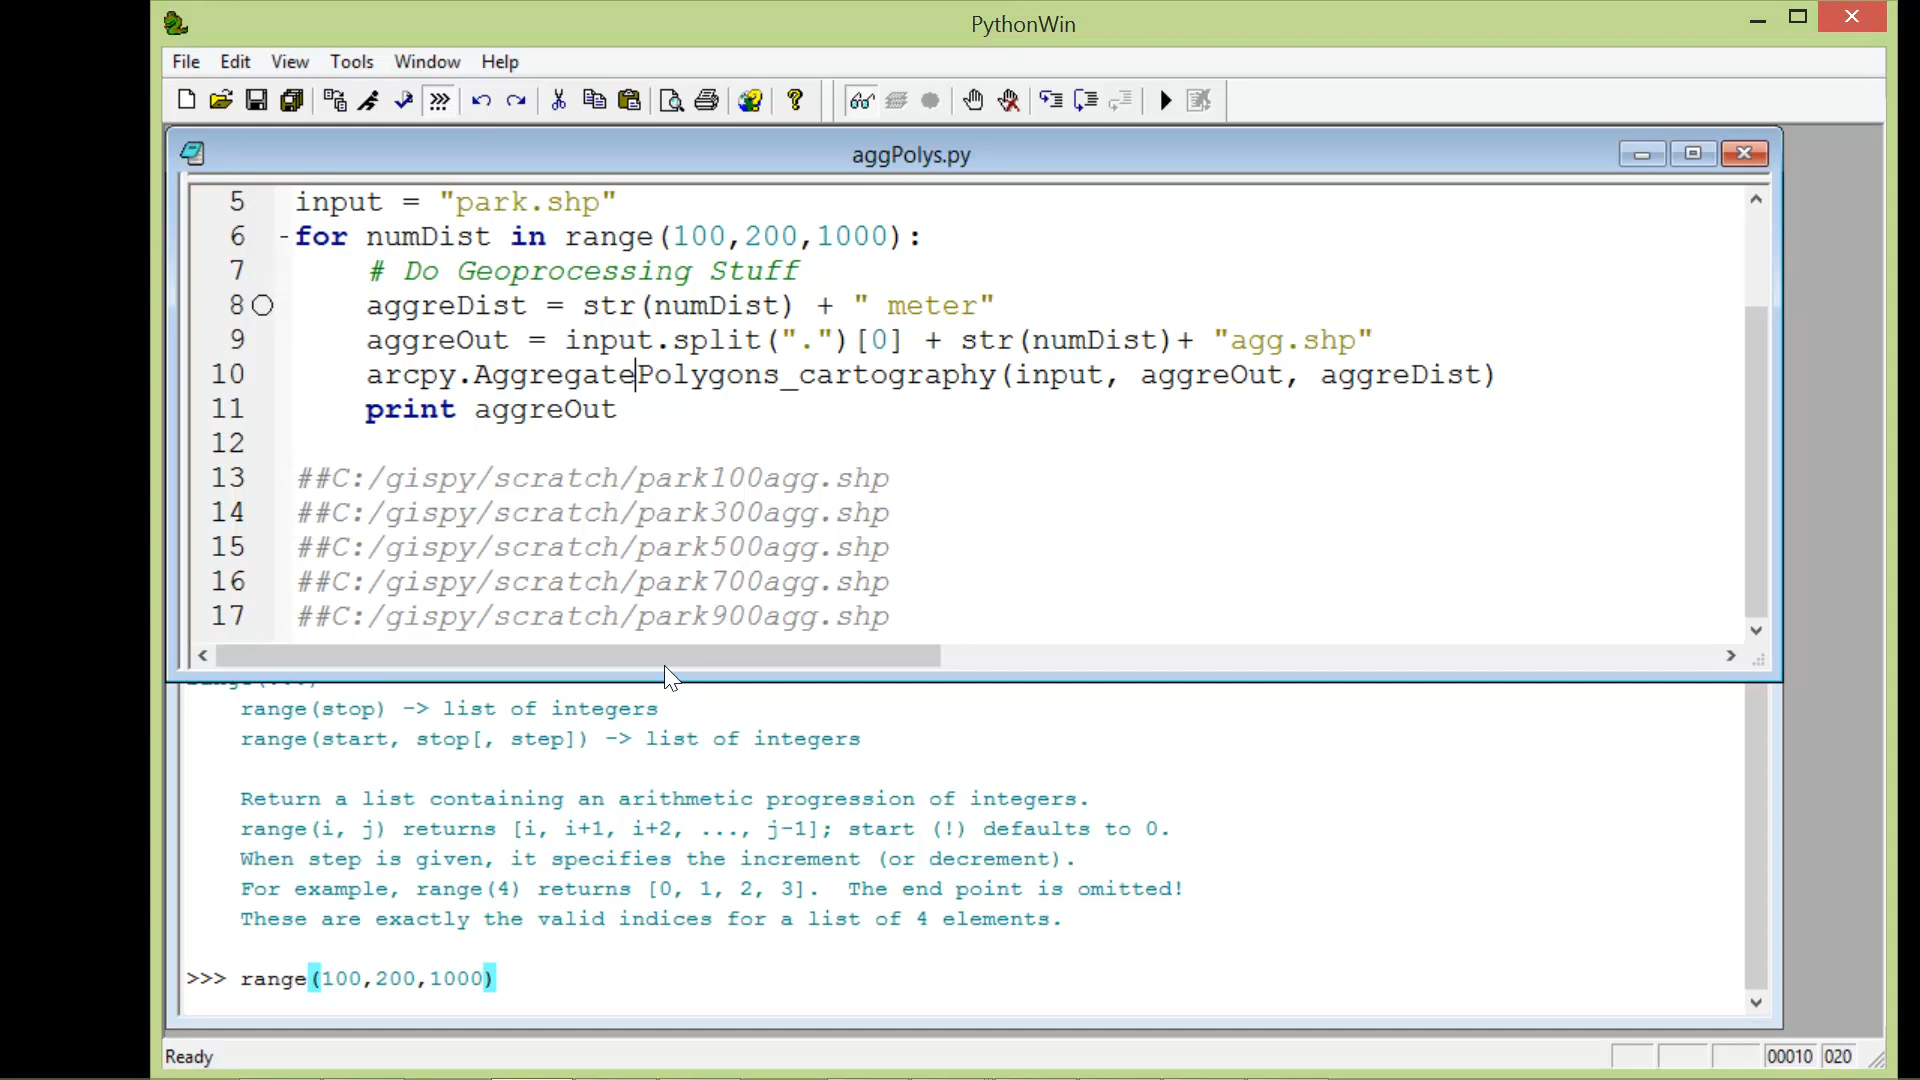 PythonWin
File Edit View Tools Window Help
aggPolys.py
5 input = "park.shp"
6 -for numDist in range(100,200,1000):
7 # Do Geoprocessing Stuff
8 aggreDist = str(numDist) + " meter"
9 aggreOut = input.split(".")[0] + str(numDist)+ "agg.shp"
10 arcpy.AggregatePolygons_cartography(input, aggreOut, aggreDist)
11 print aggreOut
12
13 ##C:/gispy/scratch/park100agg.shp
14 ##C:/gispy/scratch/park300agg.shp
15 ##C:/gispy/scratch/park500agg.shp
16 ##C:/gispy/scratch/park700agg.shp
17 ##C:/gispy/scratch/park900agg.shp
range(stop) -> list of integers
range(start, stop[, step]) -> list of integers
Return a list containing an arithmetic progression of integers.
range(i, j) returns [i, i+1, i+2, ..., j-1]; start (!) defaults to 0.
When step is given, it specifies the increment (or decrement).
For example, range(4) returns [0, 1, 2, 3].  The end point is omitted!
These are exactly the valid indices for a list of 4 elements.
>>> range(100,200,1000)
Ready 00010 020